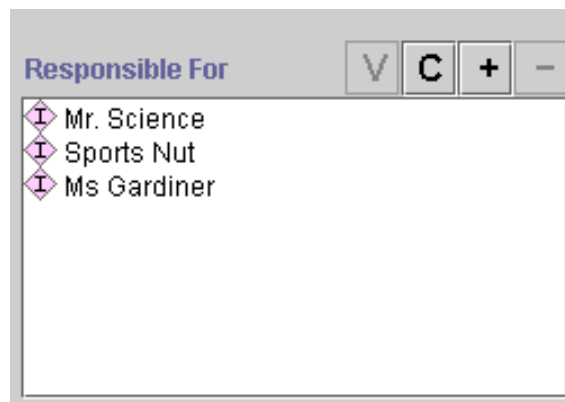 Responsible For V C + -
I Mr. Science
I Sports Nut
I Ms Gardiner